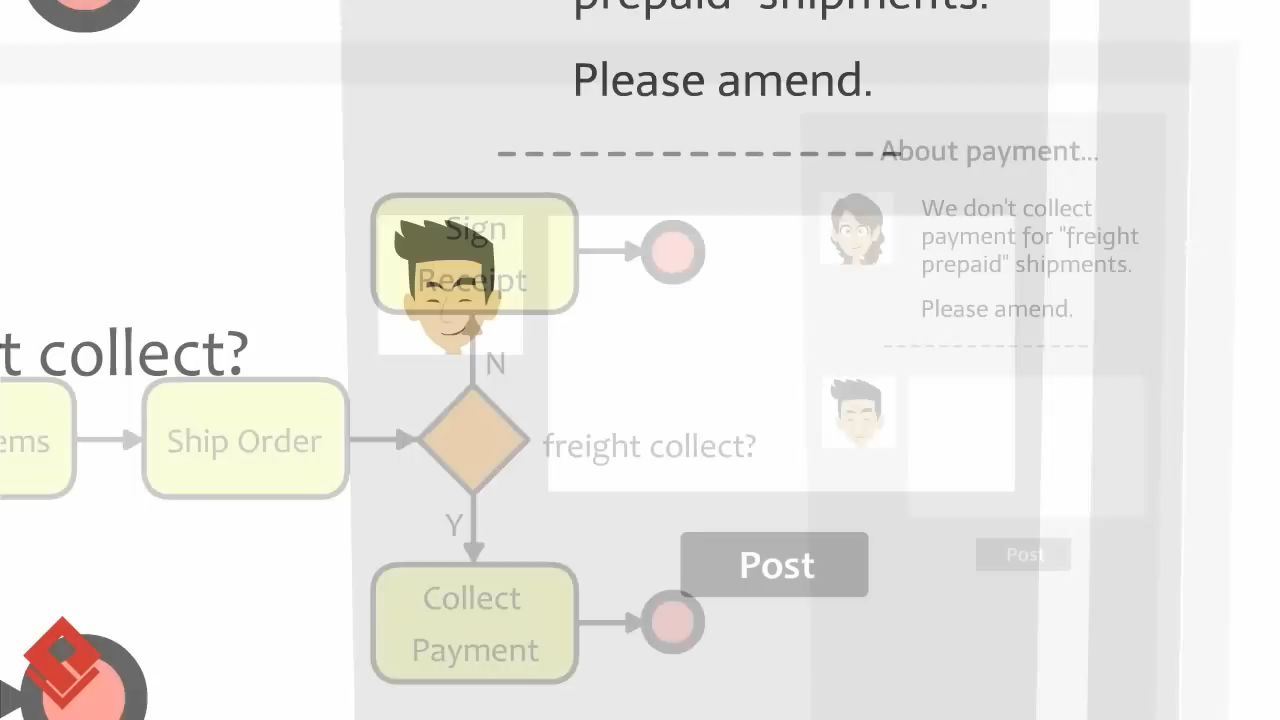 prepaid" shipments.
Please amend.
About payment...
We don't collect
payment for "freight
prepaid" shipments.
Please amend.
Sign
Receipt
t collect?
N
ems
Ship Order
freight collect?
Y
Post
Post
Collect
Payment